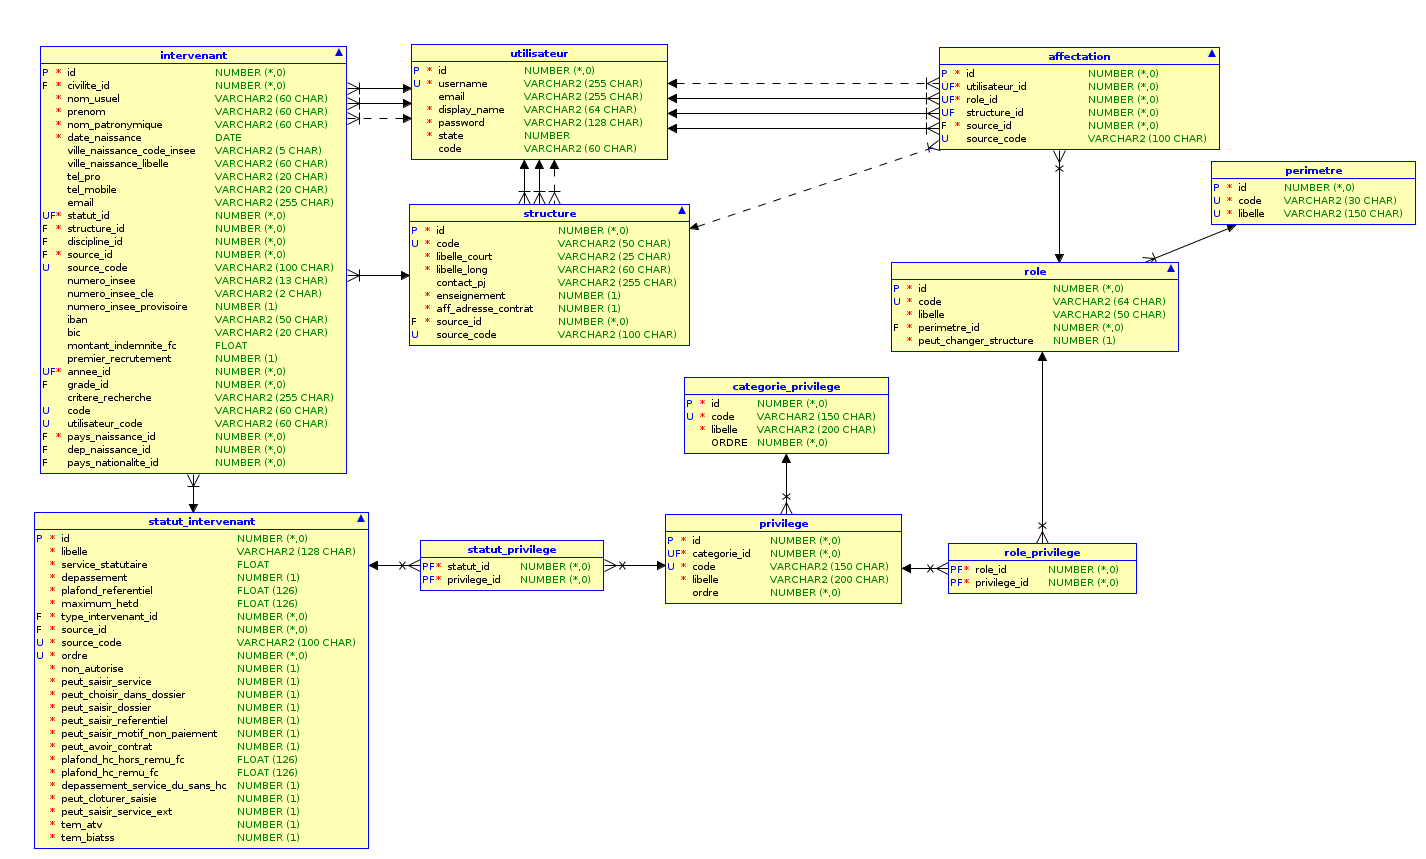 intervenant
P * id NUMBER (*,0)
F * civilite_id NUMBER (*,0)
* nom_usuel VARCHAR2 (60 CHAR)
* prenom VARCHAR2 (60 CHAR)
* nom_patronymique VARCHAR2 (60 CHAR)
* date_naissance DATE
ville_naissance_code_insee VARCHAR2 (5 CHAR)
ville_naissance_libelle VARCHAR2 (60 CHAR)
tel_pro VARCHAR2 (20 CHAR)
tel_mobile VARCHAR2 (20 CHAR)
email VARCHAR2 (255 CHAR)
UF* statut_id NUMBER (*,0)
F * structure_id NUMBER (*,0)
F discipline_id NUMBER (*,0)
F * source_id NUMBER (*,0)
U source_code VARCHAR2 (100 CHAR)
numero_insee VARCHAR2 (13 CHAR)
numero_insee_cle VARCHAR2 (2 CHAR)
numero_insee_provisoire NUMBER (1)
iban VARCHAR2 (50 CHAR)
bic VARCHAR2 (20 CHAR)
montant_indemnite_fc FLOAT
premier_recrutement NUMBER (1)
UF* annee_id NUMBER (*,0)
F grade_id NUMBER (*,0)
critere_recherche VARCHAR2 (255 CHAR)
U code VARCHAR2 (60 CHAR)
U utilisateur_code VARCHAR2 (60 CHAR)
F * pays_naissance_id NUMBER (*,0)
F dep_naissance_id NUMBER (*,0)
F pays_nationalite_id NUMBER (*,0)
utilisateur
P * id NUMBER (*,0)
U * username VARCHAR2 (255 CHAR)
email VARCHAR2 (255 CHAR)
* display_name VARCHAR2 (64 CHAR)
* password VARCHAR2 (128 CHAR)
* state NUMBER
code VARCHAR2 (60 CHAR)
affectation
P * id NUMBER (*,0)
UF* utilisateur_id NUMBER (*,0)
UF* role_id NUMBER (*,0)
UF structure_id NUMBER (*,0)
F * source_id NUMBER (*,0)
U source_code VARCHAR2 (100 CHAR)
perimetre
P * id NUMBER (*,0)
U * code VARCHAR2 (30 CHAR)
U * libelle VARCHAR2 (150 CHAR)
structure
P * id NUMBER (*,0)
U * code VARCHAR2 (50 CHAR)
* libelle_court VARCHAR2 (25 CHAR)
* libelle_long VARCHAR2 (60 CHAR)
contact_pj VARCHAR2 (255 CHAR)
* enseignement NUMBER (1)
* aff_adresse_contrat NUMBER (1)
F * source_id NUMBER (*,0)
U source_code VARCHAR2 (100 CHAR)
role
P * id NUMBER (*,0)
U * code VARCHAR2 (64 CHAR)
* libelle VARCHAR2 (50 CHAR)
F * perimetre_id NUMBER (*,0)
* peut_changer_structure NUMBER (1)
categorie_privilege
P * id NUMBER (*,0)
U * code VARCHAR2 (150 CHAR)
* libelle VARCHAR2 (200 CHAR)
ORDRE NUMBER (*,0)
statut_intervenant
P * id NUMBER (*,0)
* libelle VARCHAR2 (128 CHAR)
* service_statutaire FLOAT
* depassement NUMBER (1)
* plafond_referentiel FLOAT (126)
* maximum_hetd FLOAT (126)
F * type_intervenant_id NUMBER (*,0)
F * source_id NUMBER (*,0)
U * source_code VARCHAR2 (100 CHAR)
U * ordre NUMBER (*,0)
* non_autorise NUMBER (1)
* peut_saisir_service NUMBER (1)
* peut_choisir_dans_dossier NUMBER (1)
* peut_saisir_dossier NUMBER (1)
* peut_saisir_referentiel NUMBER (1)
* peut_saisir_motif_non_paiement NUMBER (1)
* peut_avoir_contrat NUMBER (1)
* plafond_hc_hors_remu_fc FLOAT (126)
* plafond_hc_remu_fc FLOAT (126)
* depassement_service_du_sans_hc NUMBER (1)
* peut_cloturer_saisie NUMBER (1)
* peut_saisir_service_ext NUMBER (1)
* tem_atv NUMBER (1)
* tem_biatss NUMBER (1)
statut_privilege
PF* statut_id NUMBER (*,0)
PF* privilege_id NUMBER (*,0)
privilege
P * id NUMBER (*,0)
UF* categorie_id NUMBER (*,0)
U * code VARCHAR2 (150 CHAR)
* libelle VARCHAR2 (200 CHAR)
ordre NUMBER (*,0)
role_privilege
PF* role_id NUMBER (*,0)
PF* privilege_id NUMBER (*,0)